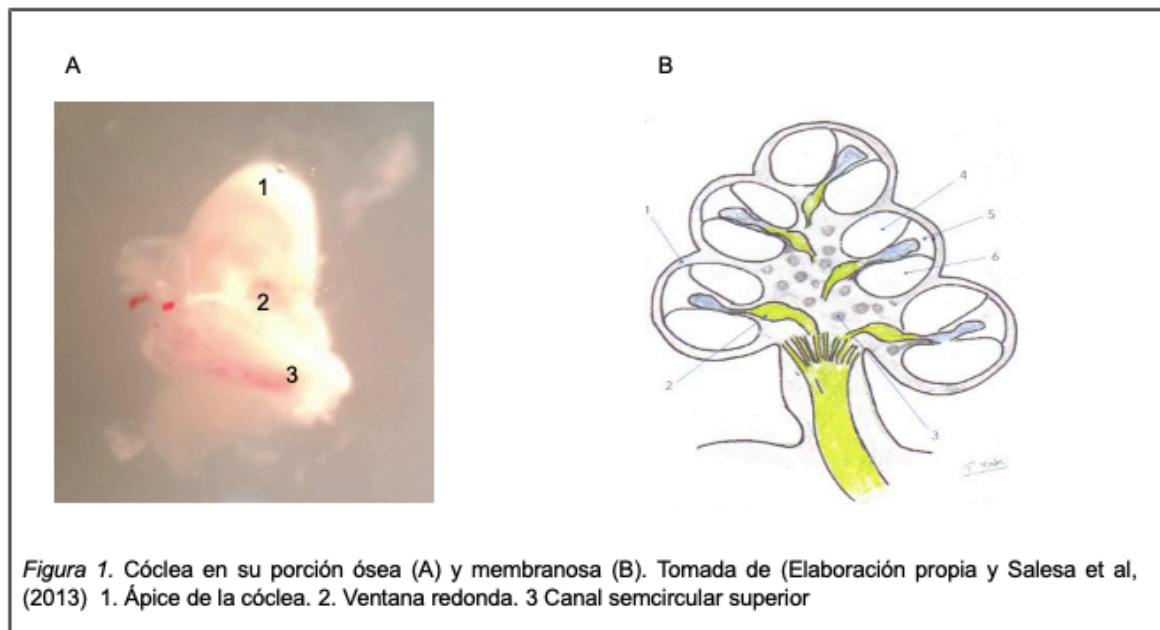 A
B
1
2
3
1
2
3
4
5
6
Figura 1. Cóclea en su porción ósea (A) y membranosa (B). Tomada de (Elaboración propia y Salesa et al,
(2013) 1. Ápice de la cóclea. 2. Ventana redonda. 3 Canal semcircular superior